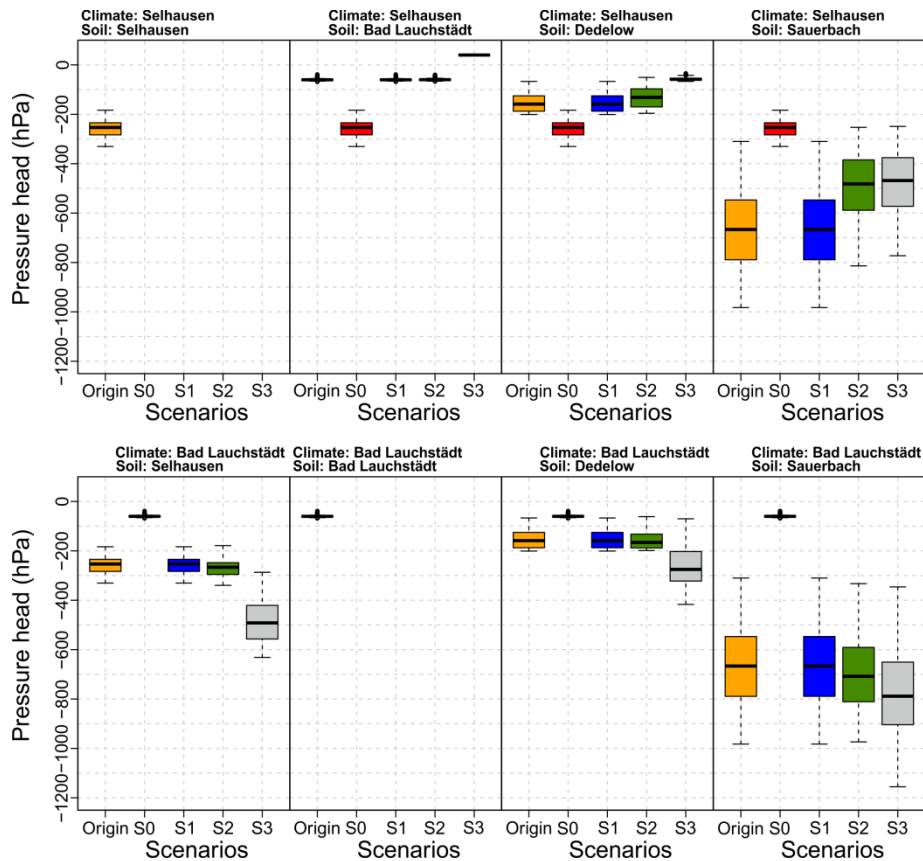 Climate: Selhausen
Soil: Selhausen
Climate: Selhausen
Soil: Bad Lauchstädt
Climate: Selhausen
Soil: Dedelow
Climate: Selhausen
Soil: Sauerbach
Pressure head (hPa)
0
−200
−400
−600
−800
−1000
−1200
Origin S0 S1 S2 S3
Origin S0 S1 S2 S3
Origin S0 S1 S2 S3
Origin S0 S1 S2 S3
Scenarios
Scenarios
Scenarios
Scenarios
Climate: Bad Lauchstädt
Soil: Selhausen
Climate: Bad Lauchstädt
Soil: Bad Lauchstädt
Climate: Bad Lauchstädt
Soil: Dedelow
Climate: Bad Lauchstädt
Soil: Sauerbach
Pressure head (hPa)
0
−200
−400
−600
−800
−1000
−1200
Origin S0 S1 S2 S3
Origin S0 S1 S2 S3
Origin S0 S1 S2 S3
Origin S0 S1 S2 S3
Scenarios
Scenarios
Scenarios
Scenarios